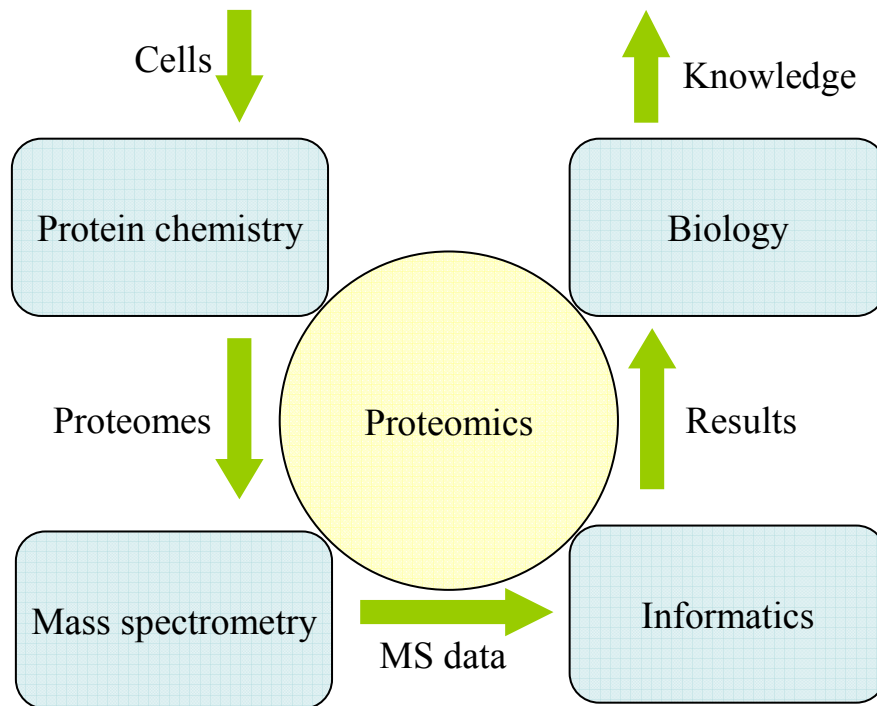 Cells
Knowledge
Protein chemistry
Biology
Proteomes
Proteomics
Results
Mass spectrometry
Informatics
MS data